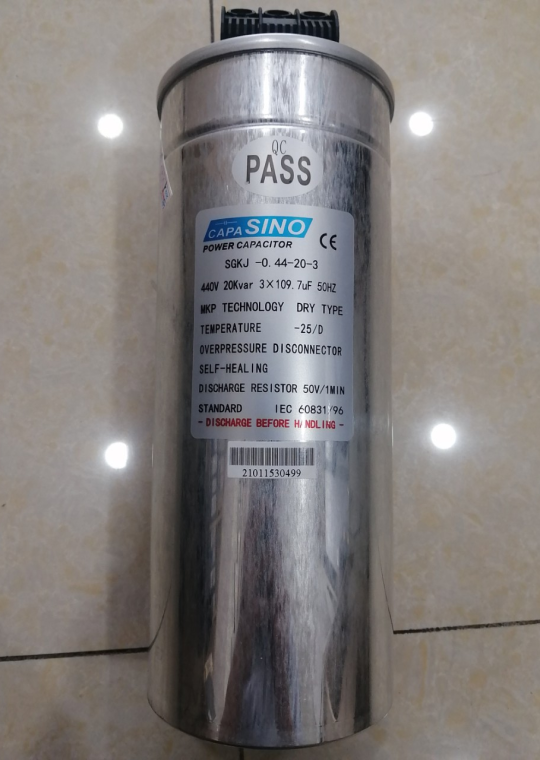 QC
PASS
CAPASINO
POWER CAPACITOR CE
SGKJ -0.44-20-3
440V 20Kvar 3×109.7uF 50HZ
MKP TECHNOLOGY DRY TYPE
TEMPERATURE -25/D
OVERPRESSURE DISCONNECTOR
SELF-HEALING
DISCHARGE RESISTOR 50V/1MIN
STANDARD IEC 60831/96
- DISCHARGE BEFORE HANDLING -
21011530499